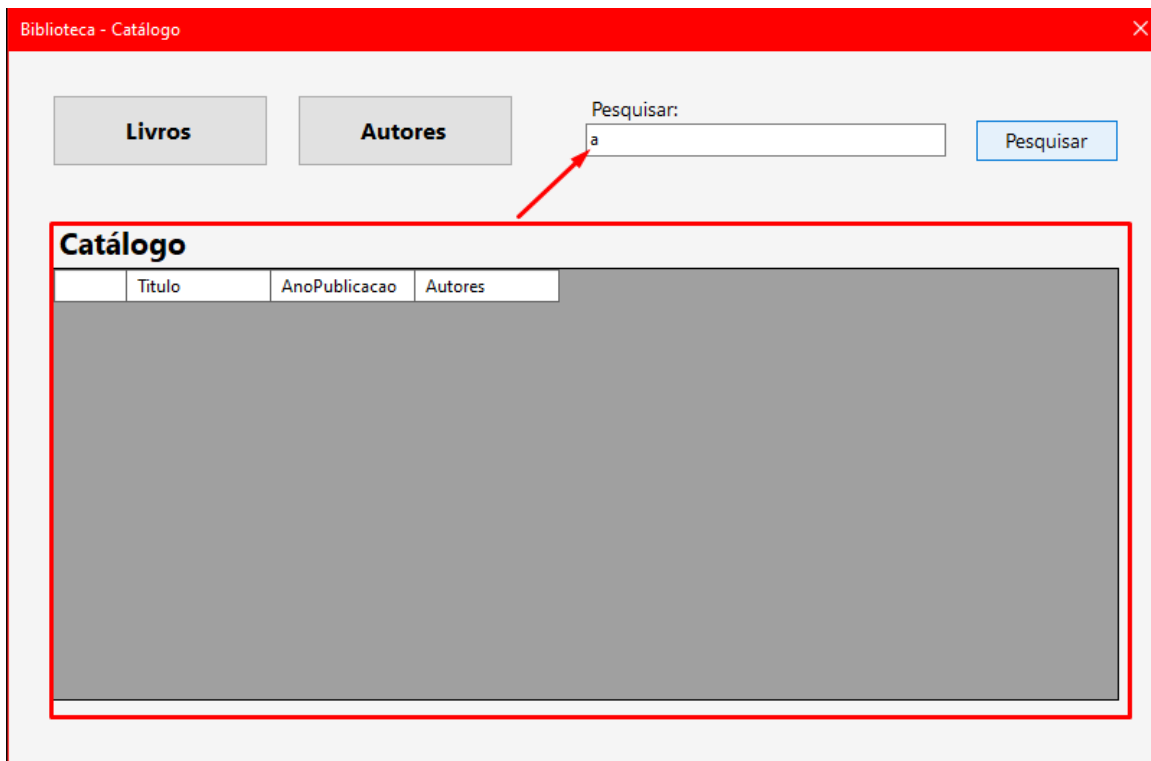 Biblioteca - Catálogo
Livros
Autores
Pesquisar:
a
Pesquisar
Catálogo
Titulo AnoPublicacao Autores